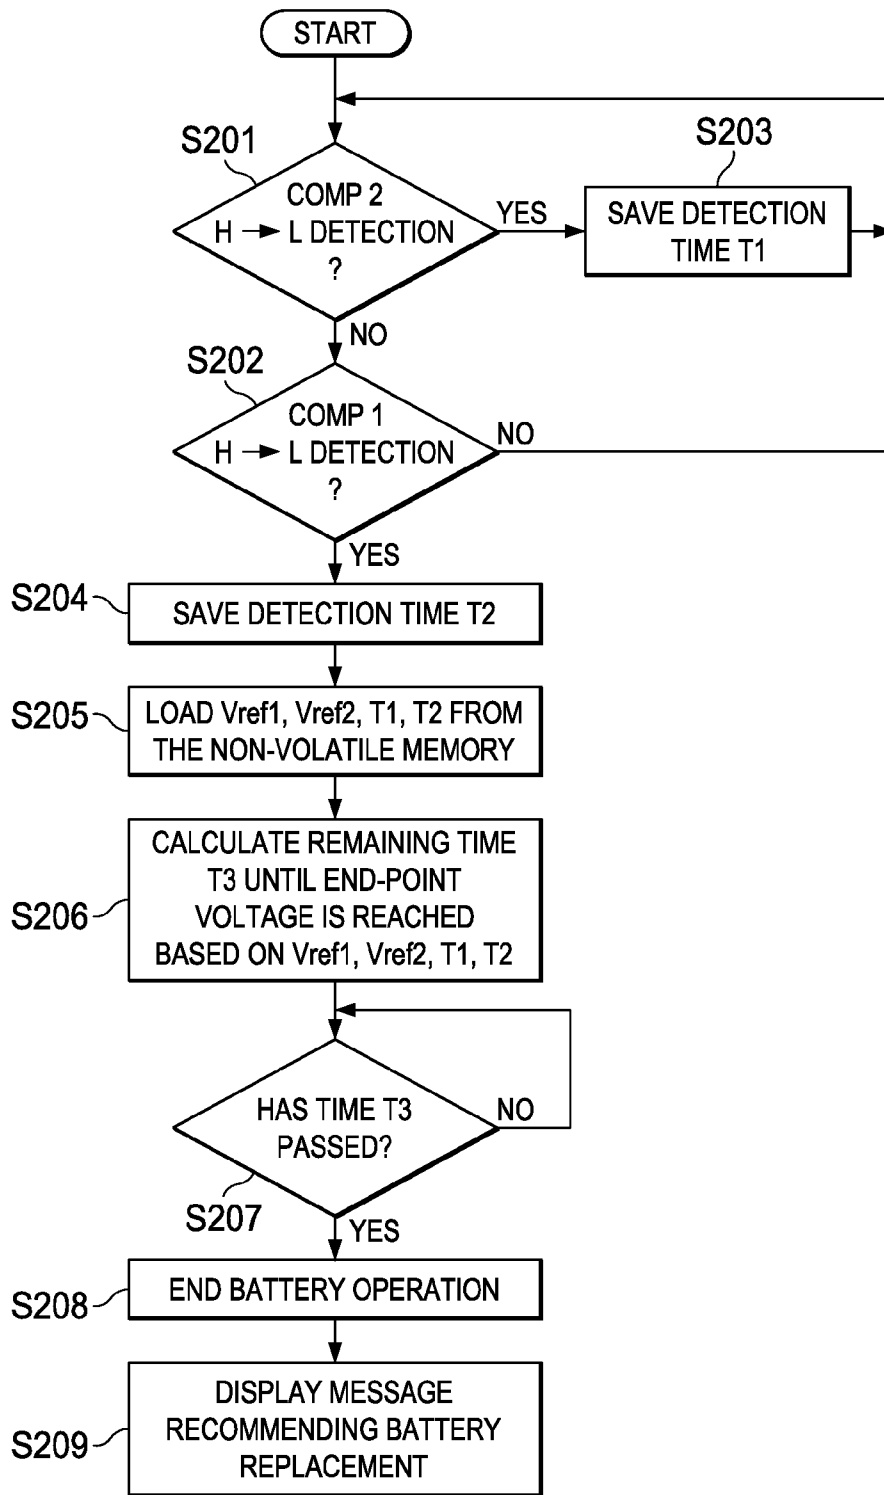 START
S201
COMP 2
H → L DETECTION
?
YES
S203
SAVE DETECTION
TIME T1
NO
S202
COMP 1
H → L DETECTION
?
NO
YES
S204
SAVE DETECTION TIME T2
S205
LOAD Vref1, Vref2, T1, T2 FROM
THE NON-VOLATILE MEMORY
S206
CALCULATE REMAINING TIME
T3 UNTIL END-POINT
VOLTAGE IS REACHED
BASED ON Vref1, Vref2, T1, T2
HAS TIME T3
PASSED?
NO
S207
YES
S208
END BATTERY OPERATION
S209
DISPLAY MESSAGE
RECOMMENDING BATTERY
REPLACEMENT